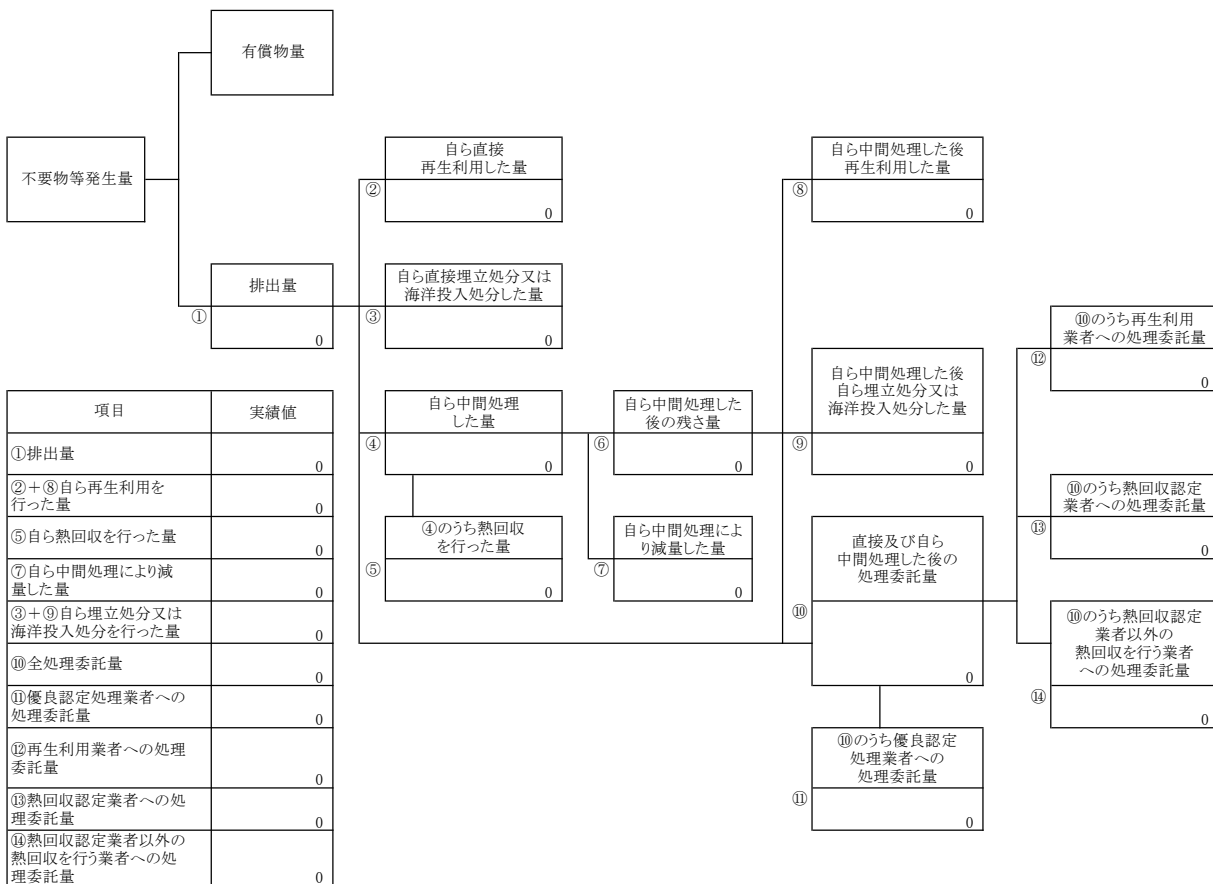 有償物量
不要物等発生量
自ら直接
再生利用した量
②
0
自ら中間処理した後
再生利用した量
⑧
0
排出量
①
0
自ら直接埋立処分又は
海洋投入処分した量
③
0
⑩のうち再生利用
業者への処理委託量
⑫
0
自ら中間処理
した量
④
0
自ら中間処理した
後の残さ量
⑥
0
自ら中間処理した後
自ら埋立処分又は
海洋投入処分した量
⑨
0
⑩のうち熱回収認定
業者への処理委託量
⑬
0
④のうち熱回収
を行った量
⑤
0
自ら中間処理によ
り減量した量
⑦
0
直接及び自ら
中間処理した後の
処理委託量
⑩
0
⑩のうち熱回収認定
業者以外の
熱回収を行う業者
への処理委託量
⑭
0
⑩のうち優良認定
処理業者への
処理委託量
⑪
0
項目 実績値
①排出量 0
②+⑧自ら再生利用を
行った量 0
⑤自ら熱回収を行った量 0
⑦自ら中間処理により減
量した量 0
③+⑨自ら埋立処分又は
海洋投入処分を行った量 0
⑩全処理委託量 0
⑪優良認定処理業者への
処理委託量 0
⑫再生利用業者への処理
委託量 0
⑬熱回収認定業者への処
理委託量 0
⑭熱回収認定業者以外の
熱回収を行う業者への処
理委託量 0